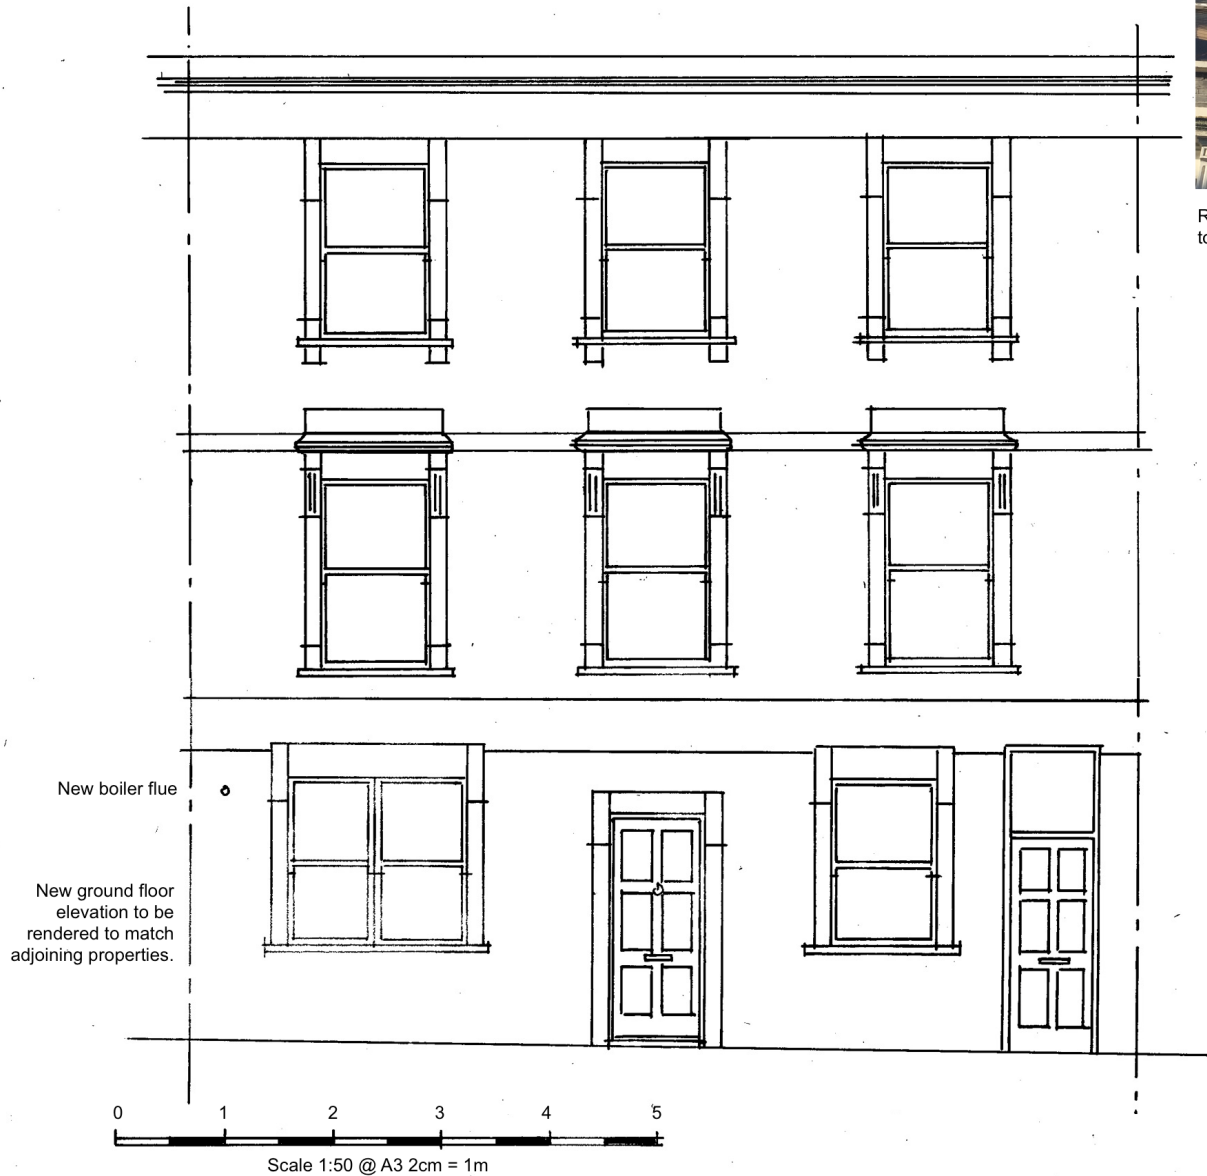 New boiler flue
New ground floor
elevation to be
rendered to match
adjoining properties.
0 1 2 3 4 5
Scale 1:50 @ A3 2cm = 1m